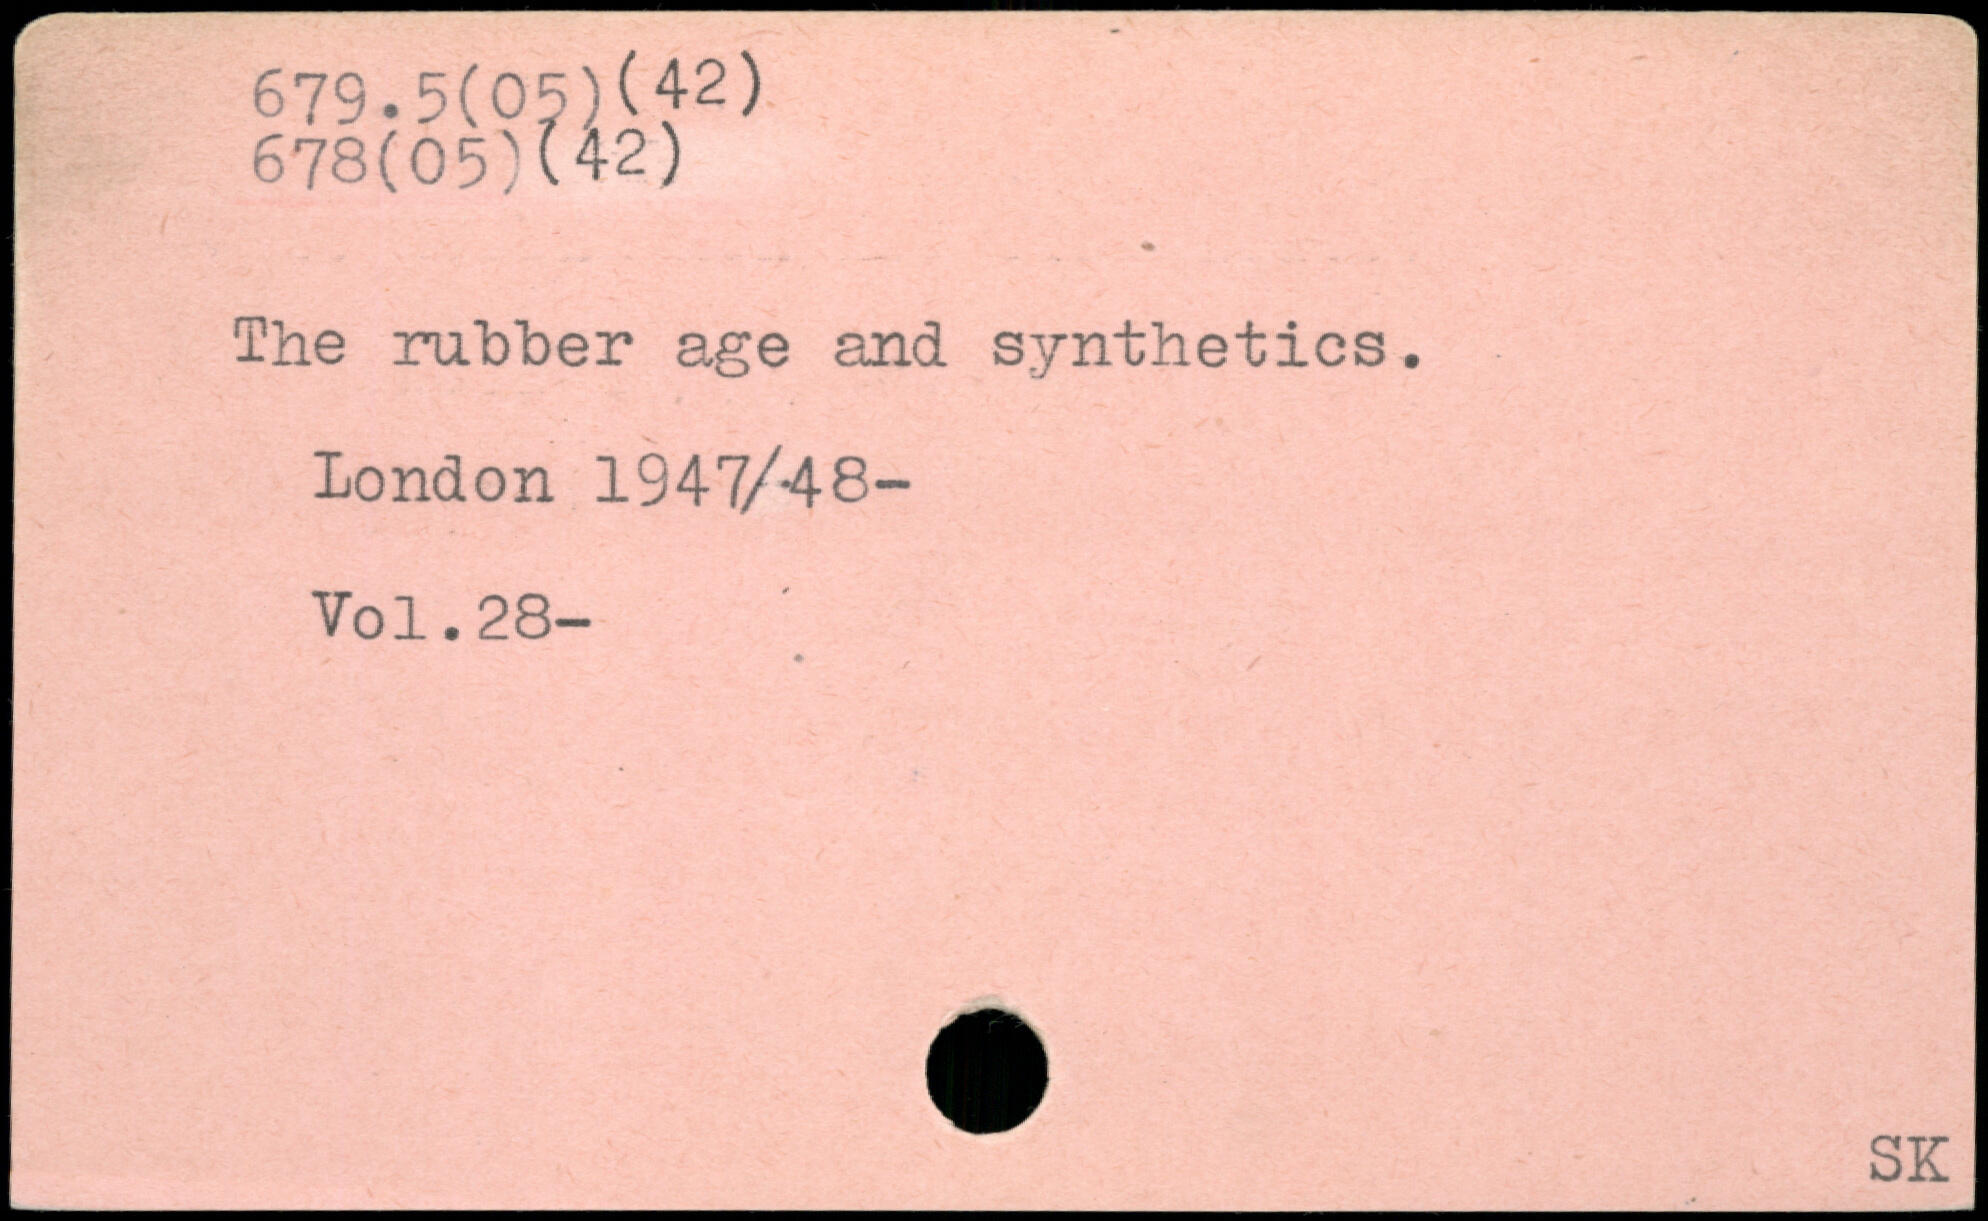 679.5(05)(42)
678(05)(42)
The rubber age and synthetics.
London 1947/48-
Vol.28-
SK